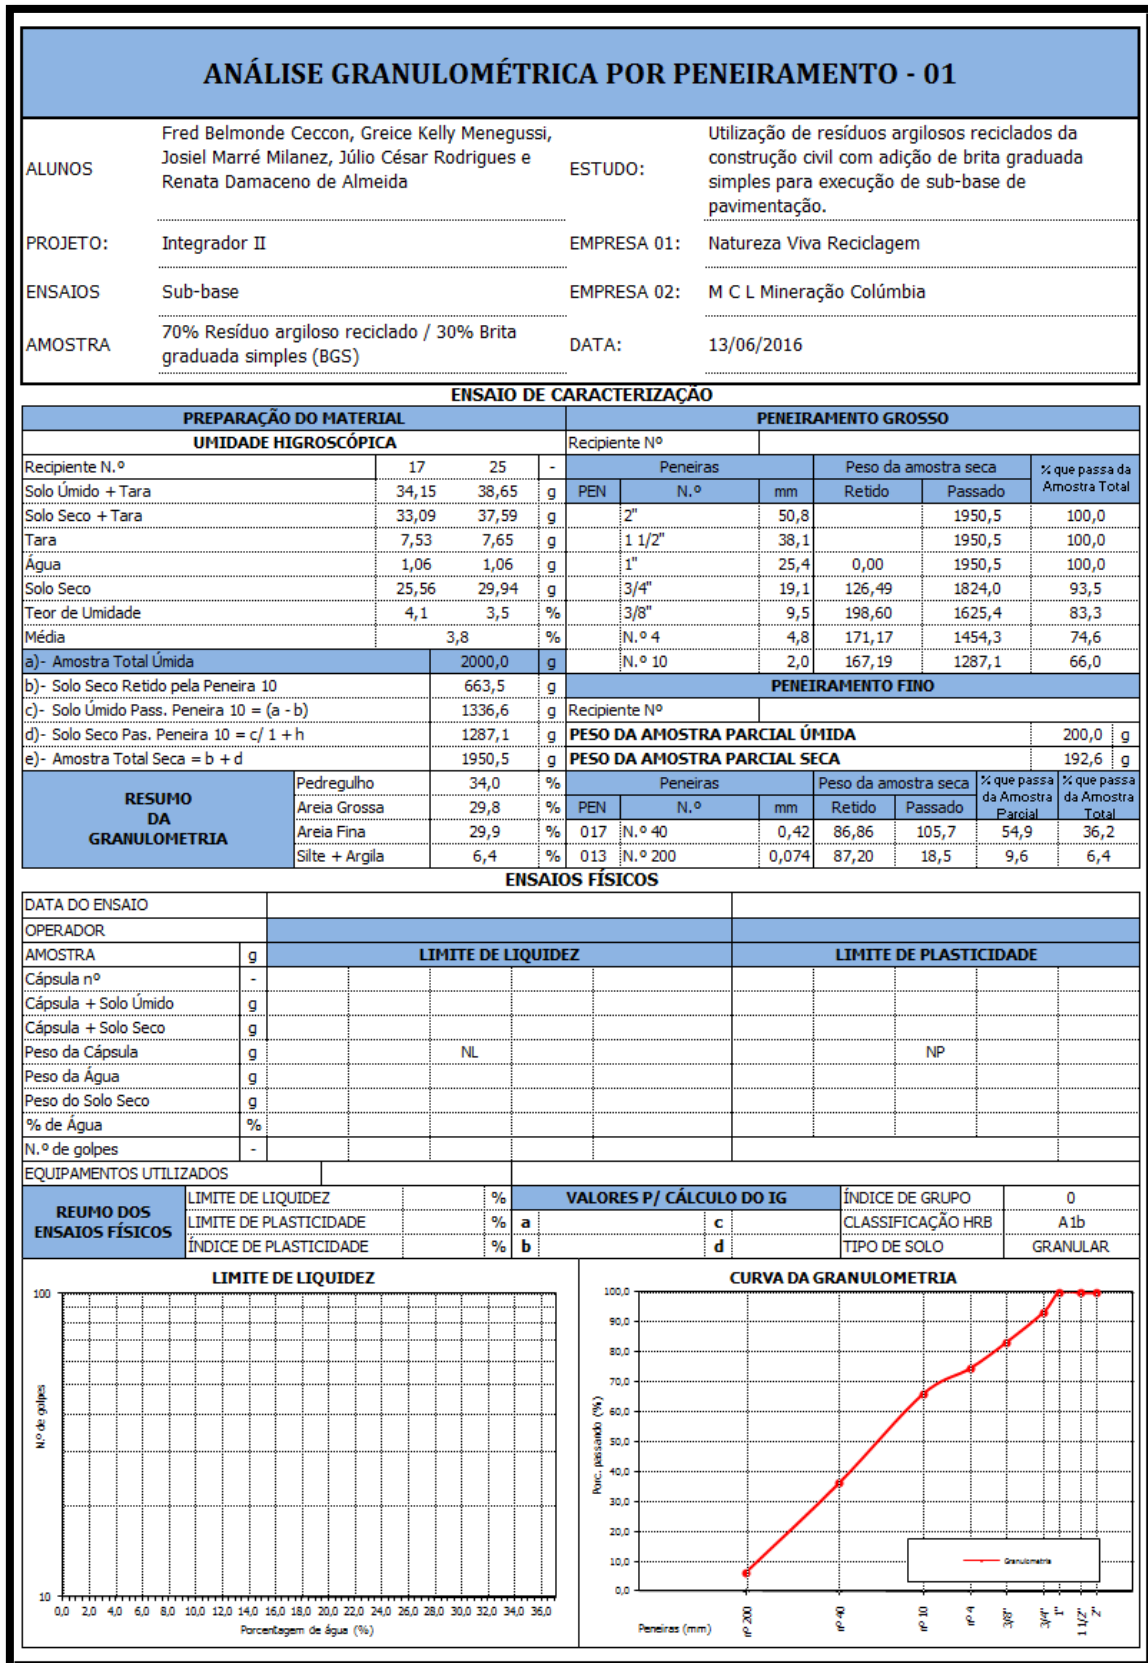 ANÁLISE GRANULOMÉTRICA POR PENEIRAMENTO - 01
ALUNOS
Fred Belmonde Ceccon, Greice Kelly Menegussi,
Josiel Marré Milanez, Júlio César Rodrigues e
Renata Damaceno de Almeida
ESTUDO:
Utilização de resíduos argilosos reciclados da
construção civil com adição de brita graduada
simples para execução de sub-base de
pavimentação.
PROJETO: Integrador II EMPRESA 01: Natureza Viva Reciclagem
ENSAIOS Sub-base EMPRESA 02: M C L Mineração Colúmbia
AMOSTRA
70% Resíduo argiloso reciclado / 30% Brita
graduada simples (BGS)
DATA: 13/06/2016
ENSAIO DE CARACTERIZAÇÃO
PREPARAÇÃO DO MATERIAL
UMIDADE HIGROSCÓPICA
Recipiente N.º 17 25 -
Solo Úmido + Tara 34,15 38,65 g
Solo Seco + Tara 33,09 37,59 g
Tara 7,53 7,65 g
Água 1,06 1,06 g
Solo Seco 25,56 29,94 g
Teor de Umidade 4,1 3,5 %
Média 3,8 %
a)- Amostra Total Úmida 2000,0 g
b)- Solo Seco Retido pela Peneira 10 663,5 g
c)- Solo Úmido Pass. Peneira 10 = (a - b) 1336,6 g
d)- Solo Seco Pas. Peneira 10 = c/ 1 + h 1287,1 g
e)- Amostra Total Seca = b + d 1950,5 g
RESUMO
DA
GRANULOMETRIA
Pedregulho 34,0 %
Areia Grossa 29,8 %
Areia Fina 29,9 %
Silte + Argila 6,4 %
PENEIRAMENTO GROSSO
Recipiente Nº
Peneiras Peso da amostra seca % que passa da
Amostra Total
PEN N.º mm Retido Passado
2" 50,8 1950,5 100,0
1 1/2" 38,1 1950,5 100,0
1" 25,4 0,00 1950,5 100,0
3/4" 19,1 126,49 1824,0 93,5
3/8" 9,5 198,60 1625,4 83,3
N.º 4 4,8 171,17 1454,3 74,6
N.º 10 2,0 167,19 1287,1 66,0
PENEIRAMENTO FINO
Recipiente Nº
PESO DA AMOSTRA PARCIAL ÚMIDA 200,0 g
PESO DA AMOSTRA PARCIAL SECA 192,6 g
Peneiras Peso da amostra seca % que passa da Amostra Parcial % que passa da Amostra Total
PEN N.º mm Retido Passado
017 N.º 40 0,42 86,86 105,7 54,9 36,2
013 N.º 200 0,074 87,20 18,5 9,6 6,4
ENSAIOS FÍSICOS
DATA DO ENSAIO
OPERADOR
AMOSTRA g LIMITE DE LIQUIDEZ LIMITE DE PLASTICIDADE
Cápsula nº -
Cápsula + Solo Úmido g
Cápsula + Solo Seco g
Peso da Cápsula g NL NP
Peso da Água g
Peso do Solo Seco g
% de Água %
N.º de golpes -
EQUIPAMENTOS UTILIZADOS
REUMO DOS
ENSAIOS FÍSICOS
LIMITE DE LIQUIDEZ %
LIMITE DE PLASTICIDADE %
ÍNDICE DE PLASTICIDADE %
VALORES P/ CÁLCULO DO IG
a c
b d
ÍNDICE DE GRUPO 0
CLASSIFICAÇÃO HRB A1b
TIPO DE SOLO GRANULAR
LIMITE DE LIQUIDEZ
100
N.º de golpes
10
0,0 2,0 4,0 6,0 8,0 10,0 12,0 14,0 16,0 18,0 20,0 22,0 24,0 26,0 28,0 30,0 32,0 34,0 36,0
Porcentagem de água (%)
CURVA DA GRANULOMETRIA
100,0
90,0
80,0
70,0
60,0
50,0
40,0
30,0
20,0
10,0
0,0
Porc. passando (%)
Granulometria
Peneiras (mm)
nº 200
nº 40
nº 10
nº 4
3/8"
3/4"
1"
1 1/2"
2"